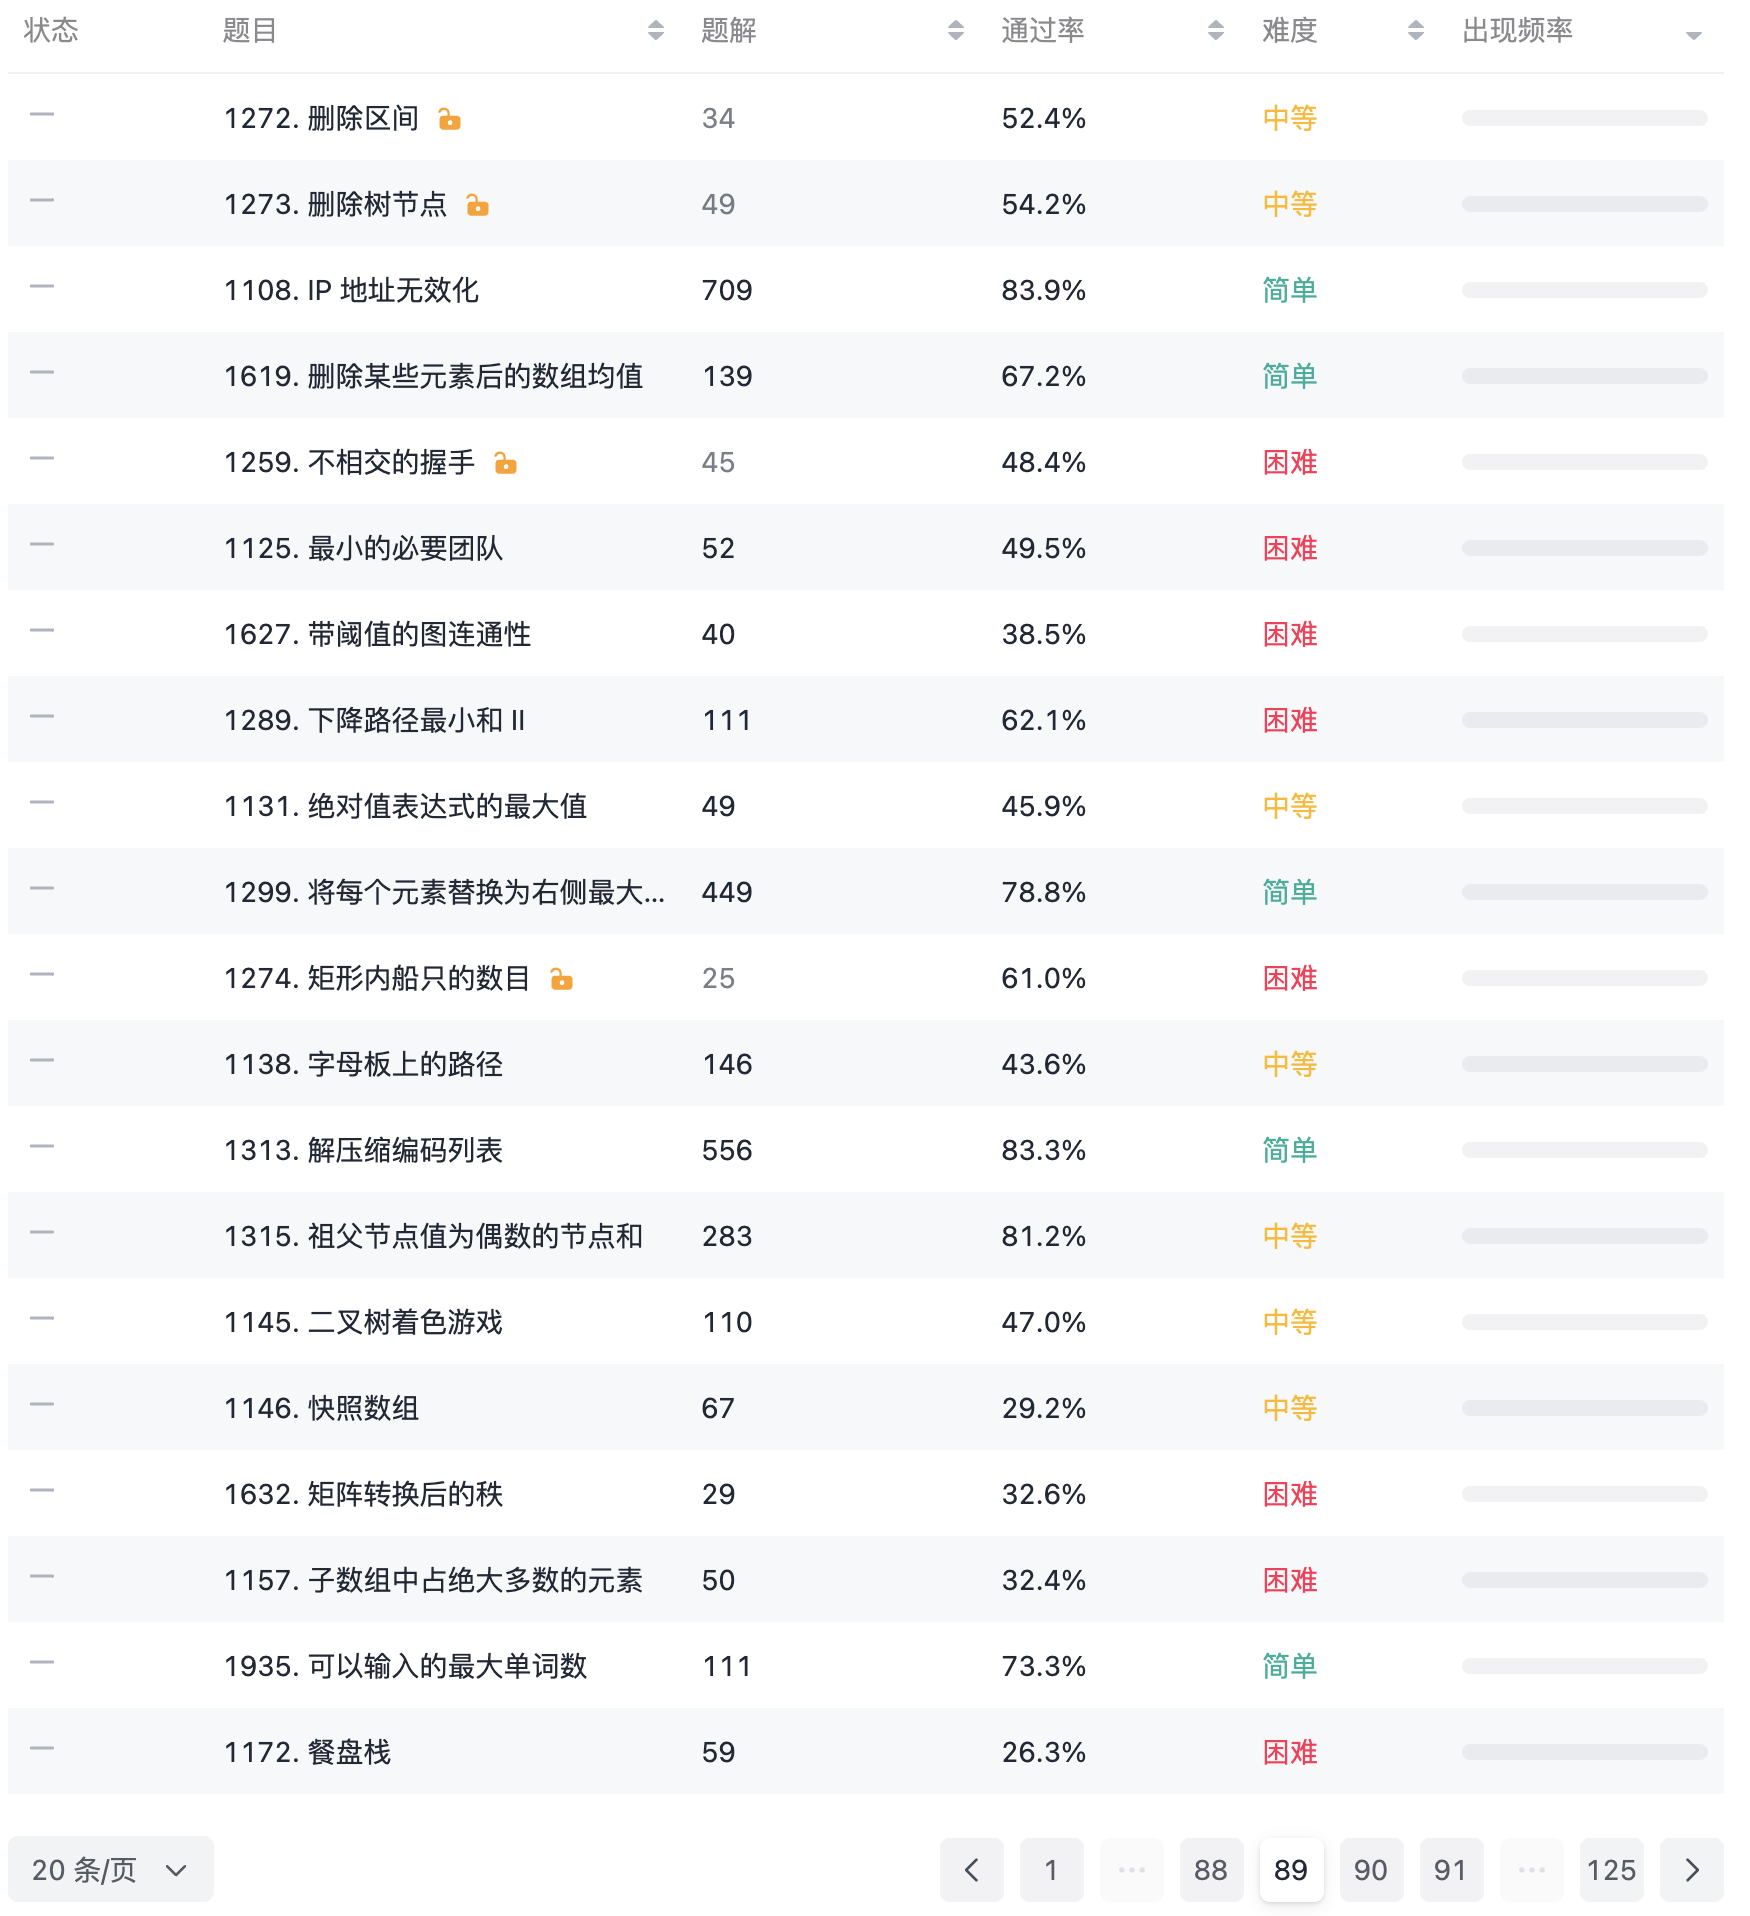 状态 题目 题解 通过率 难度 出现频率
1272. 删除区间 34 52.4% 中等
1273. 删除树节点 49 54.2% 中等
1108. IP 地址无效化 709 83.9% 简单
1619. 删除某些元素后的数组均值 139 67.2% 简单
1259. 不相交的握手 45 48.4% 困难
1125. 最小的必要团队 52 49.5% 困难
1627. 带阈值的图连通性 40 38.5% 困难
1289. 下降路径最小和 II 111 62.1% 困难
1131. 绝对值表达式的最大值 49 45.9% 中等
1299. 将每个元素替换为右侧最大... 449 78.8% 简单
1274. 矩形内船只的数目 25 61.0% 困难
1138. 字母板上的路径 146 43.6% 中等
1313. 解压缩编码列表 556 83.3% 简单
1315. 祖父节点值为偶数的节点和 283 81.2% 中等
1145. 二叉树着色游戏 110 47.0% 中等
1146. 快照数组 67 29.2% 中等
1632. 矩阵转换后的秩 29 32.6% 困难
1157. 子数组中占绝大多数的元素 50 32.4% 困难
1935. 可以输入的最大单词数 111 73.3% 简单
1172. 餐盘栈 59 26.3% 困难
20 条/页 1 ... 88 89 90 91 ... 125